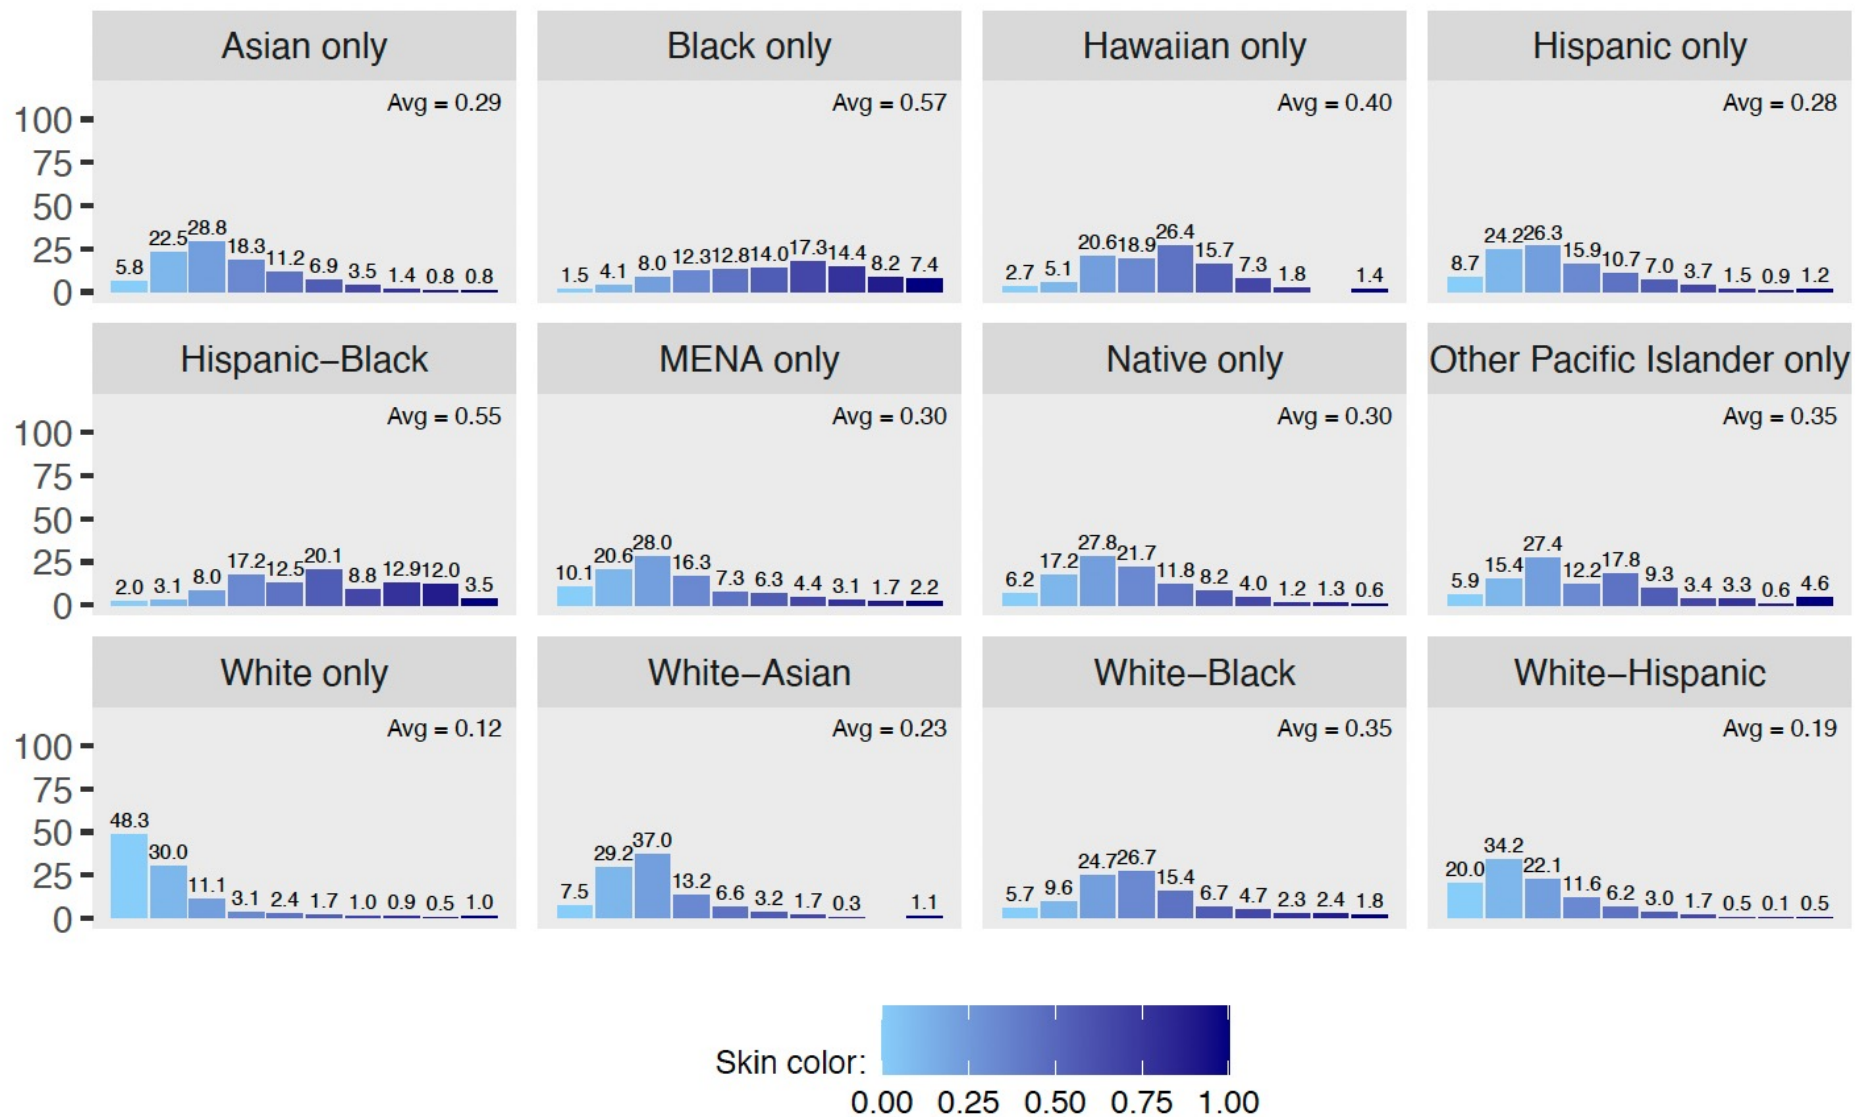 Asian only
Black only
Hawaiian only
Hispanic only
Avg = 0.29
Avg = 0.57
Avg = 0.40
Avg = 0.28
100
75
50
25
0
5.8 22.5 28.8 18.3 11.2 6.9 3.5 1.4 0.8 0.8
1.5 4.1 8.0 12.3 12.8 14.0 17.3 14.4 8.2 7.4
2.7 5.1 20.6 18.9 26.4 15.7 7.3 1.8 1.4
8.7 24.2 26.3 15.9 10.7 7.0 3.7 1.5 0.9 1.2
Hispanic–Black
MENA only
Native only
Other Pacific Islander only
Avg = 0.55
Avg = 0.30
Avg = 0.30
Avg = 0.35
100
75
50
25
0
2.0 3.1 8.0 17.2 12.5 20.1 8.8 12.9 12.0 3.5
10.1 20.6 28.0 16.3 7.3 6.3 4.4 3.1 1.7 2.2
6.2 17.2 27.8 21.7 11.8 8.2 4.0 1.2 1.3 0.6
5.9 15.4 27.4 12.2 17.8 9.3 3.4 3.3 0.6 4.6
White only
White–Asian
White–Black
White–Hispanic
Avg = 0.12
Avg = 0.23
Avg = 0.35
Avg = 0.19
100
75
50
25
0
48.3 30.0 11.1 3.1 2.4 1.7 1.0 0.9 0.5 1.0
7.5 29.2 37.0 13.2 6.6 3.2 1.7 0.3 1.1
5.7 9.6 24.7 26.7 15.4 6.7 4.7 2.3 2.4 1.8
20.0 34.2 22.1 11.6 6.2 3.0 1.7 0.5 0.1 0.5
Skin color:
0.00 0.25 0.50 0.75 1.00